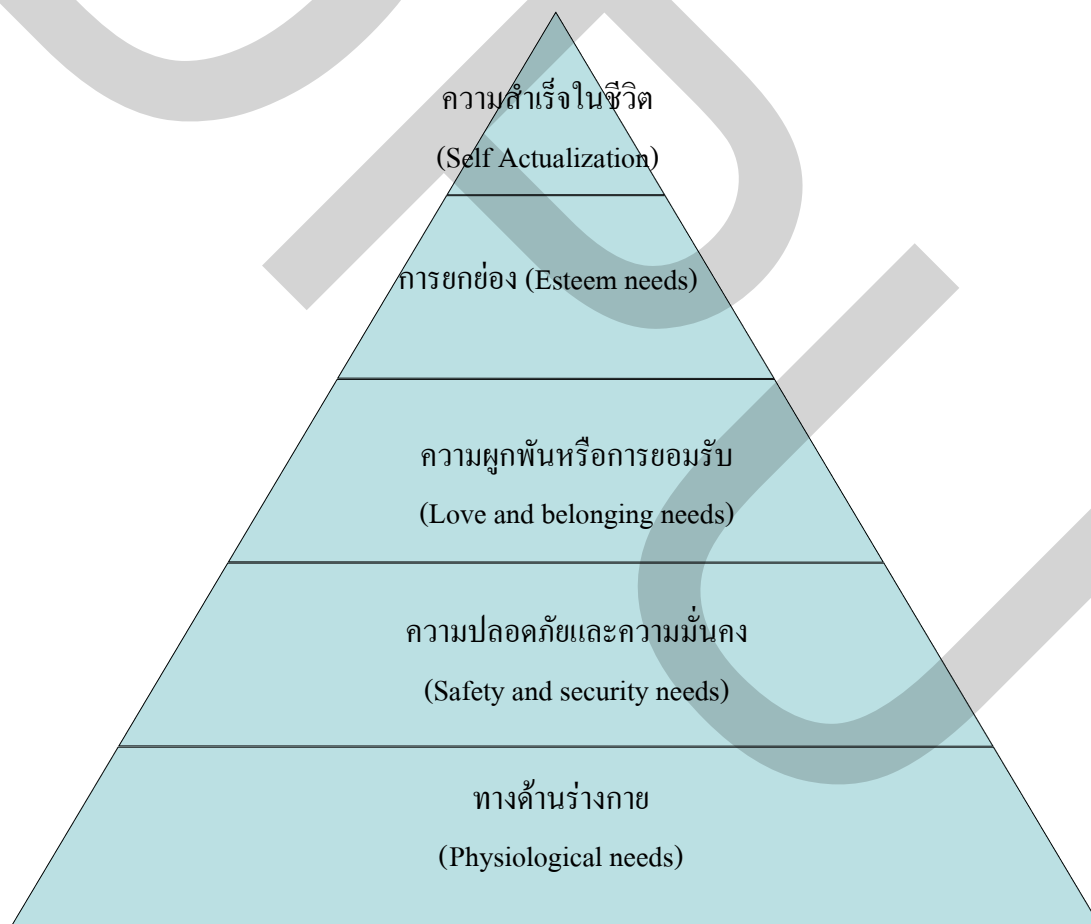 ความสำเร็จในชีวิต
(Self Actualization)
การยกย่อง (Esteem needs)
ความผูกพันหรือการยอมรับ
(Love and belonging needs)
ความปลอดภัยและความมั่นคง
(Safety and security needs)
ทางด้านร่างกาย
(Physiological needs)